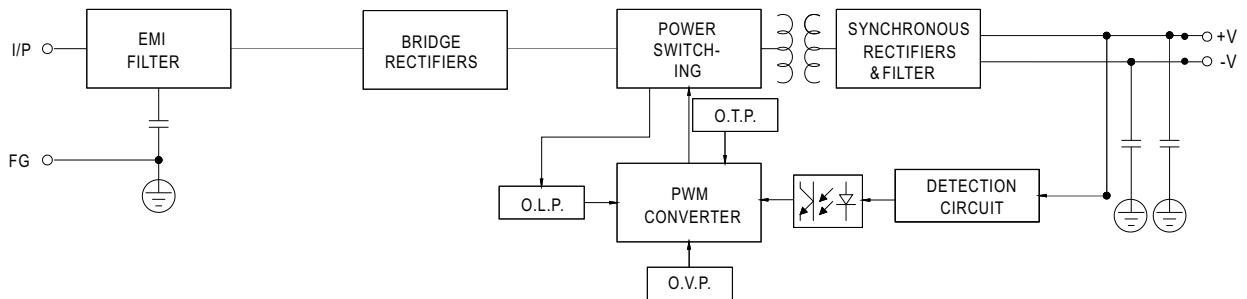 I/P
EMI
FILTER
BRIDGE
RECTIFIERS
POWER
SWITCH-
ING
SYNCHRONOUS
RECTIFIERS
&FILTER
+V
-V
O.T.P.
FG
O.L.P.
PWM
CONVERTER
DETECTION
CIRCUIT
O.V.P.